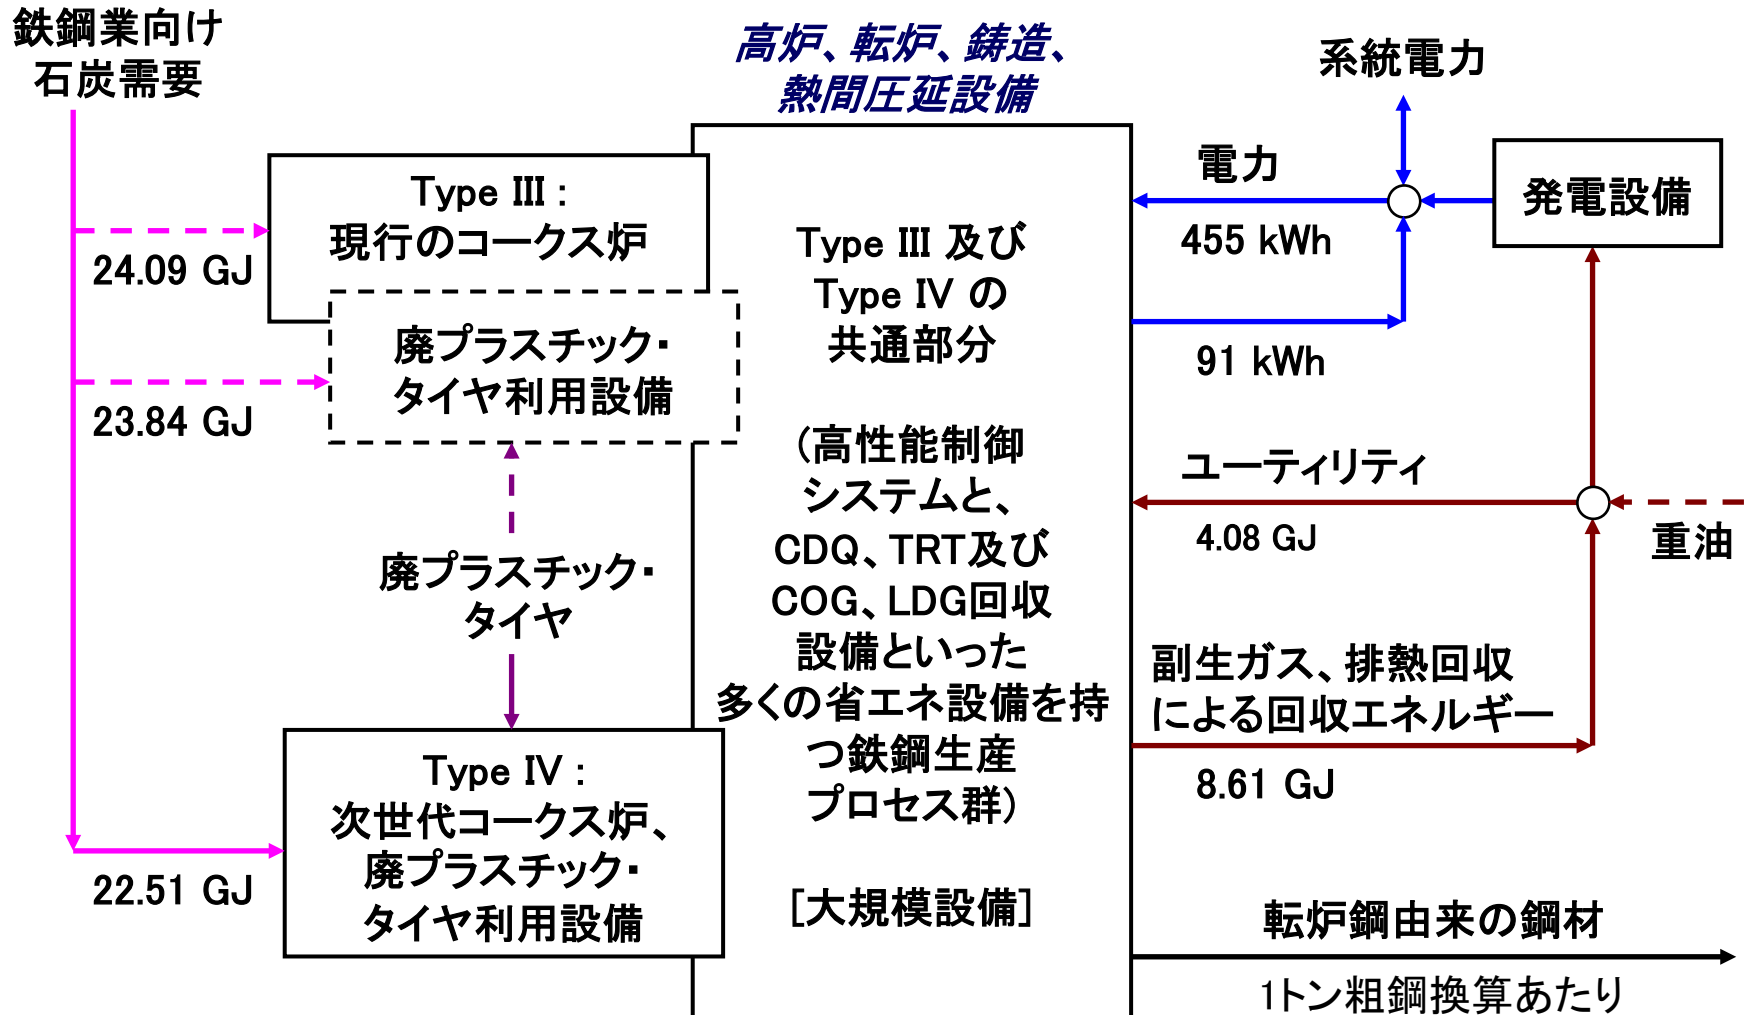 鉄鋼業向け
石炭需要
高炉、転炉、鋳造、
熱間圧延設備
系統電力
Type III :
現行のコークス炉
24.09 GJ
廃プラスチック・
タイヤ利用設備
23.84 GJ
廃プラスチック・
タイヤ
Type IV :
次世代コークス炉、
廃プラスチック・
タイヤ利用設備
22.51 GJ
Type III 及び
Type IV の
共通部分
(高性能制御
システムと、
CDQ、TRT及び
COG、LDG回収
設備といった
多くの省エネ設備を持
つ鉄鋼生産
プロセス群)
[大規模設備]
電力
455 kWh
発電設備
91 kWh
ユーティリティ
4.08 GJ
重油
副生ガス、排熱回収
による回収エネルギー
8.61 GJ
転炉鋼由来の鋼材
1トン粗鋼換算あたり